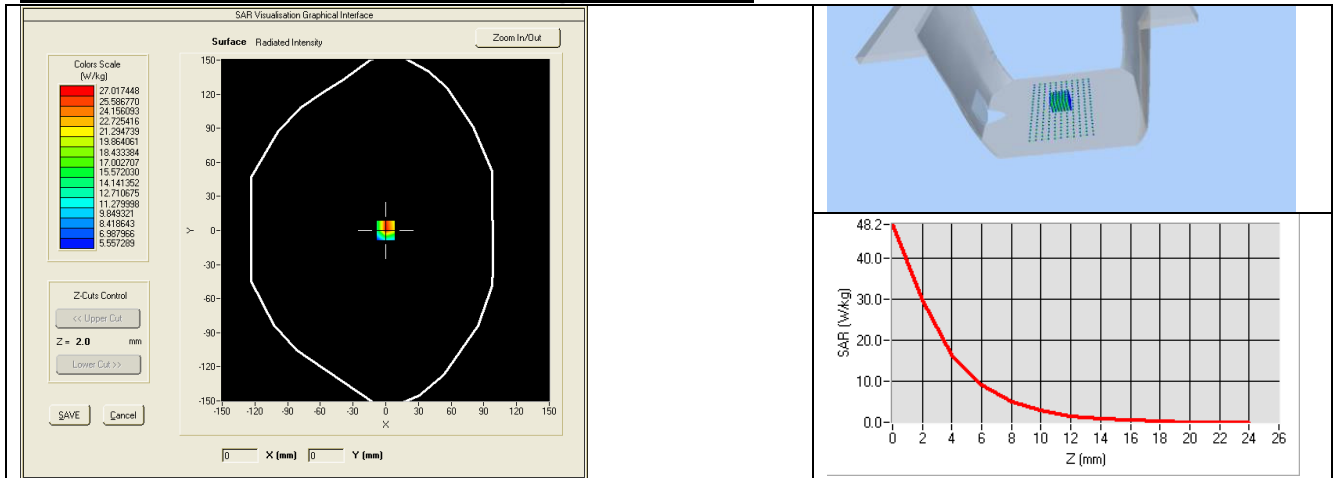 SAR Visualisation Graphical Interface
Surface Radiated Intensity
Zoom In/Out
Colors Scale
(W/kg)
27.017448
25.586770
24.156093
22.725416
21.294739
19.864061
18.433384
17.002707
15.572030
14.141352
12.710675
11.279998
9.849321
8.418643
6.987966
5.557289
Z-Cuts Control
<< Upper Cut
Z = 2.0 mm
Lower Cut >>
SAVE Cancel
150
120
90
60
30
Y 0
-30
-60
-90
-120
-150
-150 -120 -90 -60 -30 0 30 60 90 120 150
X
0 X (mm) 0 Y (mm)
48.2
40.0
30.0
20.0
10.0
0.0
SAR (W/kg)
0 2 4 6 8 10 12 14 16 18 20 22 24 26
Z (mm)